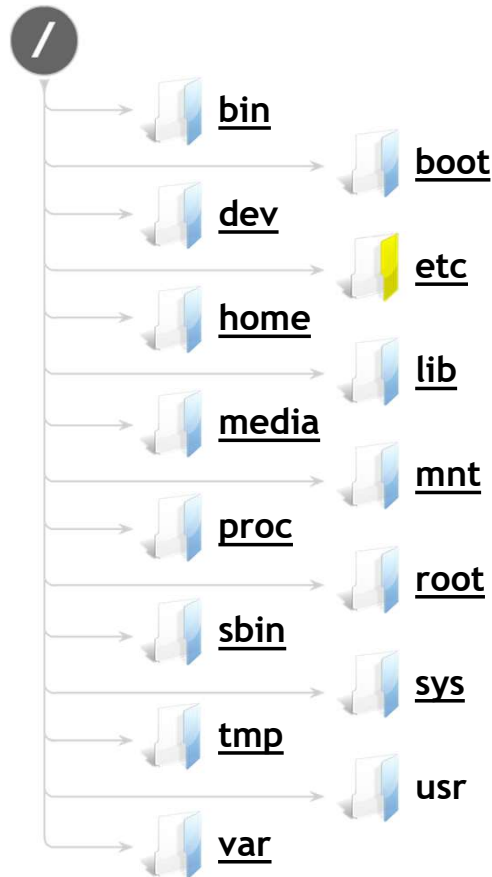 /
bin
boot
dev
etc
home
lib
media
mnt
proc
root
sbin
sys
tmp
usr
var